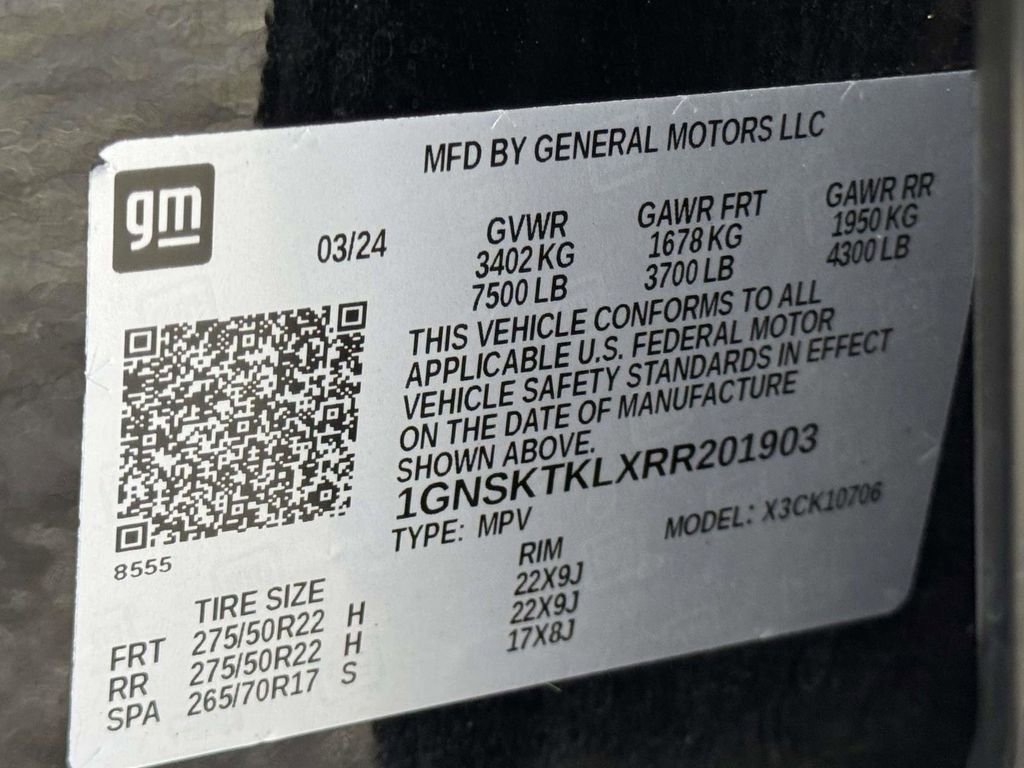 MFD BY GENERAL MOTORS LLC
gm
03/24
GVWR GAWR FRT GAWR RR
3402 KG 1678 KG 1950 KG
7500 LB 3700 LB 4300 LB
THIS VEHICLE CONFORMS TO ALL
APPLICABLE U.S. FEDERAL MOTOR
VEHICLE SAFETY STANDARDS IN EFFECT
ON THE DATE OF MANUFACTURE
SHOWN ABOVE.
1GNSKTKLXRR201903
TYPE: MPV MODEL: X3CK10706
8555
TIRE SIZE RIM
FRT 275/50R22 H 22X9J
RR 275/50R22 H 22X9J
SPA 265/70R17 S 17X8J